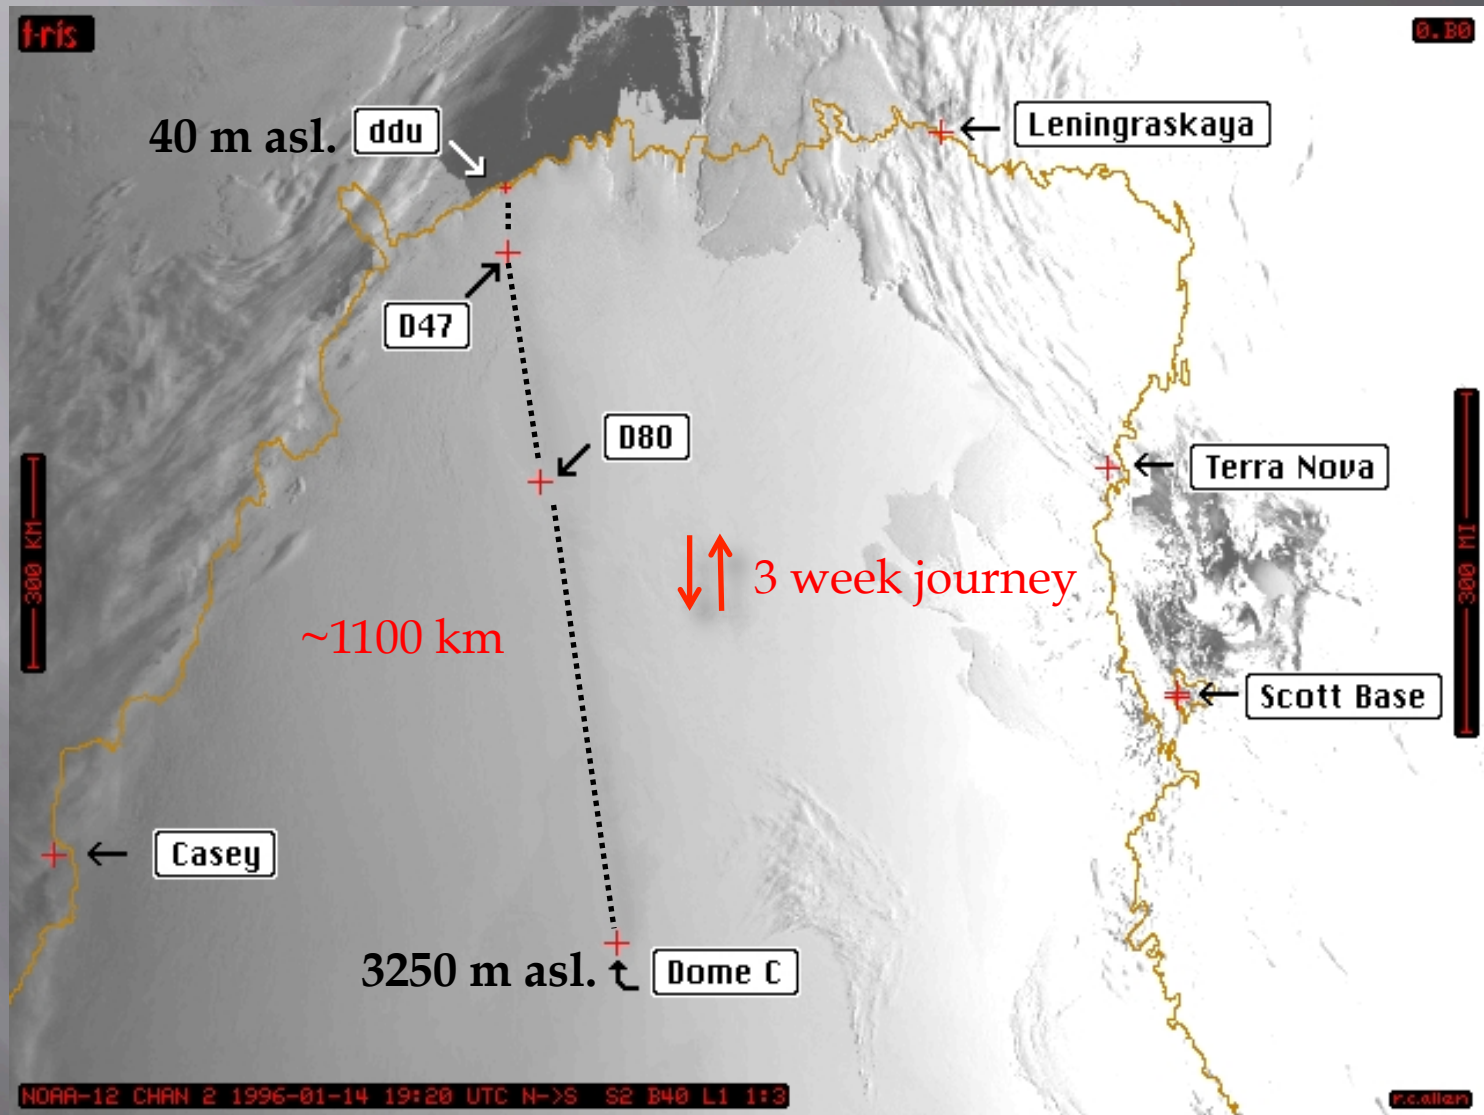 t-ris
0.B0
40 m asl.
ddu
Leningraskaya
D47
D80
Terra Nova
300 KM
300 MI
3 week journey
~1100 km
Scott Base
Casey
3250 m asl.
Dome C
NOAA-12 CHAN 2 1996-01-14 19:20 UTC N->S S2 B40 L1 1:3
r.c.allen